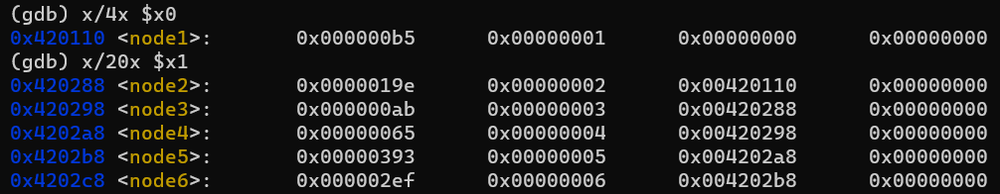 (gdb) x/4x $x0
0x420110 <node1>: 0x000000b5 0x00000001 0x00000000 0x00000000
(gdb) x/20x $x1
0x420288 <node2>: 0x0000019e 0x00000002 0x00420110 0x00000000
0x420298 <node3>: 0x000000ab 0x00000003 0x00420288 0x00000000
0x4202a8 <node4>: 0x00000065 0x00000004 0x00420298 0x00000000
0x4202b8 <node5>: 0x00000393 0x00000005 0x004202a8 0x00000000
0x4202c8 <node6>: 0x000002ef 0x00000006 0x004202b8 0x00000000